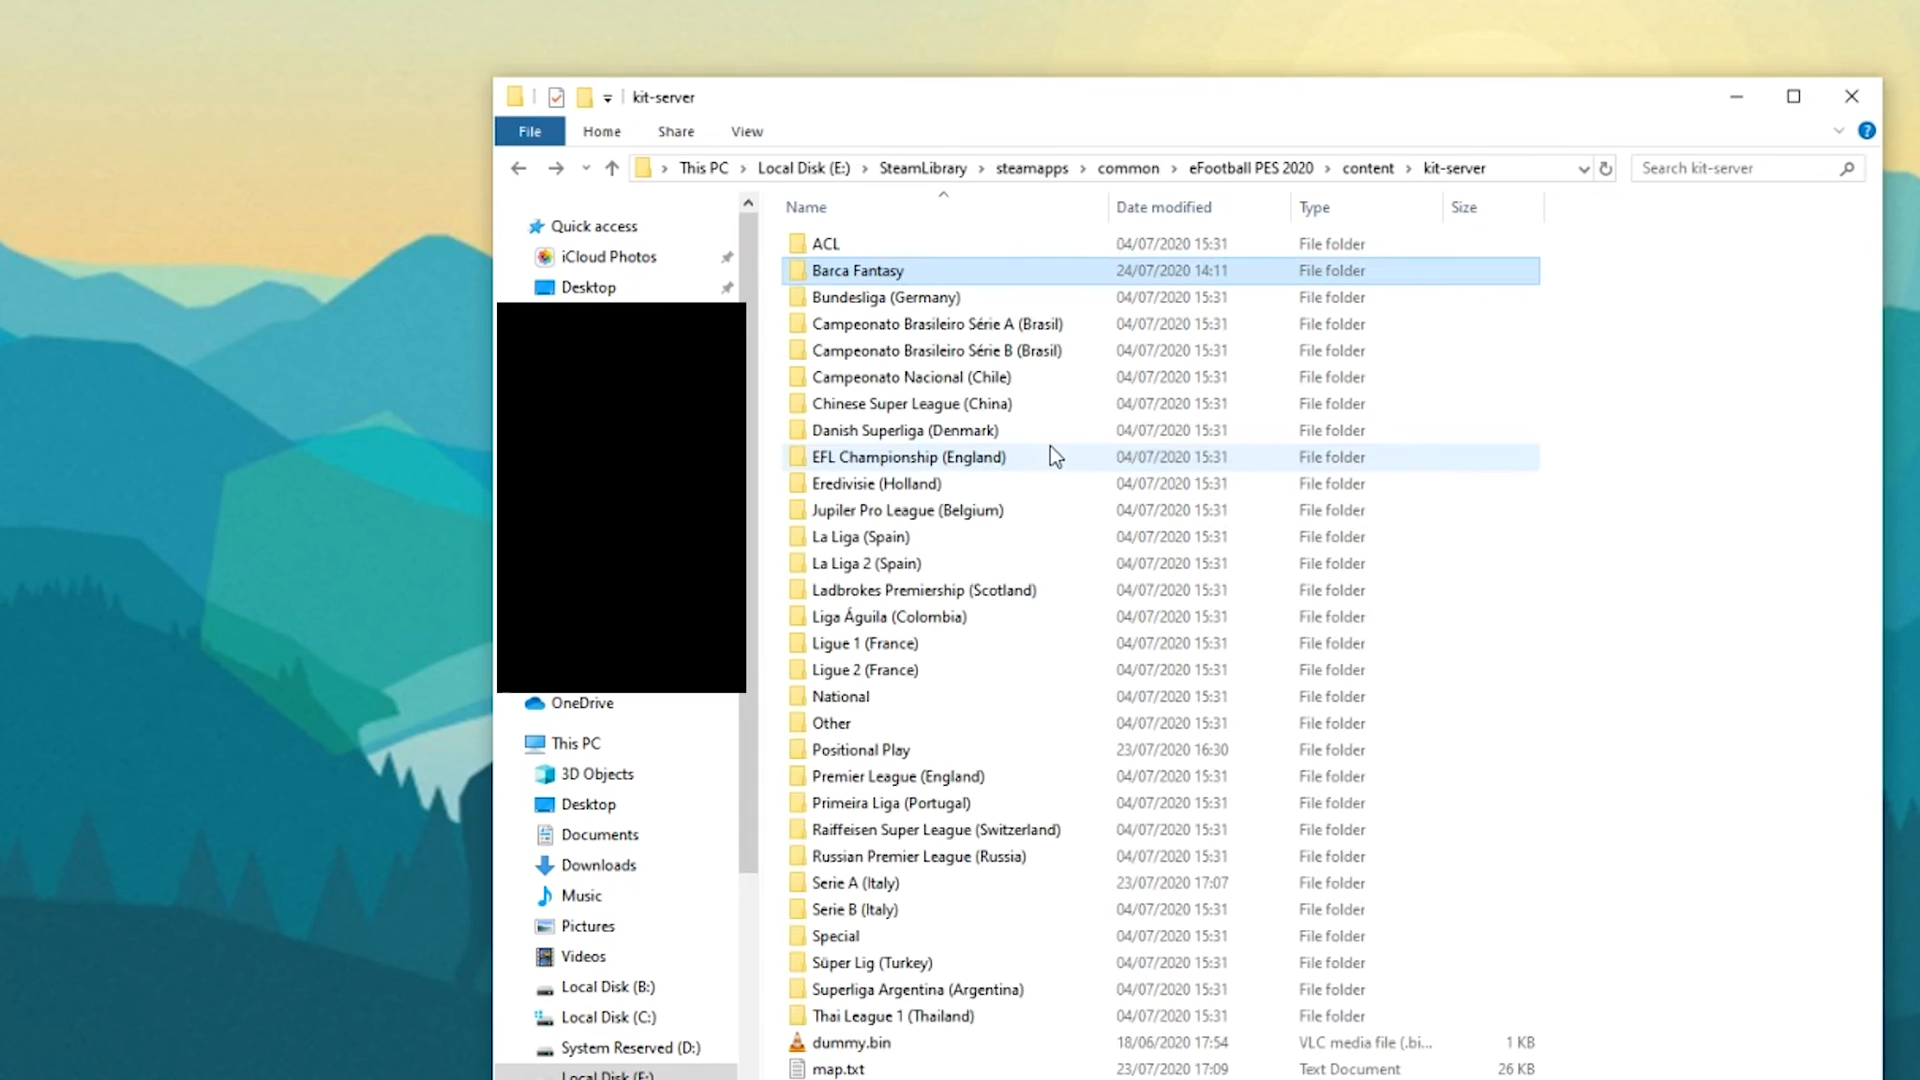 kit-server
File Home Share View
This PC Local Disk (E:) SteamLibrary steamapps common eFootball PES 2020 content kit-server
Search kit-server
Quick access
iCloud Photos
Desktop
OneDrive
This PC
3D Objects
Desktop
Documents
Downloads
Music
Pictures
Videos
Local Disk (B:)
Local Disk (C:)
System Reserved (D:)
Name Date modified Type Size
ACL 04/07/2020 15:31 File folder
Barca Fantasy 24/07/2020 14:11 File folder
Bundesliga (Germany) 04/07/2020 15:31 File folder
Campeonato Brasileiro Série A (Brasil) 04/07/2020 15:31 File folder
Campeonato Brasileiro Série B (Brasil) 04/07/2020 15:31 File folder
Campeonato Nacional (Chile) 04/07/2020 15:31 File folder
Chinese Super League (China) 04/07/2020 15:31 File folder
Danish Superliga (Denmark) 04/07/2020 15:31 File folder
EFL Championship (England) 04/07/2020 15:31 File folder
Eredivisie (Holland) 04/07/2020 15:31 File folder
Jupiler Pro League (Belgium) 04/07/2020 15:31 File folder
La Liga (Spain) 04/07/2020 15:31 File folder
La Liga 2 (Spain) 04/07/2020 15:31 File folder
Ladbrokes Premiership (Scotland) 04/07/2020 15:31 File folder
Liga Águila (Colombia) 04/07/2020 15:31 File folder
Ligue 1 (France) 04/07/2020 15:31 File folder
Ligue 2 (France) 04/07/2020 15:31 File folder
National 04/07/2020 15:31 File folder
Other 04/07/2020 15:31 File folder
Positional Play 23/07/2020 16:30 File folder
Premier League (England) 04/07/2020 15:31 File folder
Primeira Liga (Portugal) 04/07/2020 15:31 File folder
Raiffeisen Super League (Switzerland) 04/07/2020 15:31 File folder
Russian Premier League (Russia) 04/07/2020 15:31 File folder
Serie A (Italy) 23/07/2020 17:07 File folder
Serie B (Italy) 04/07/2020 15:31 File folder
Special 04/07/2020 15:31 File folder
Süper Lig (Turkey) 04/07/2020 15:31 File folder
Superliga Argentina (Argentina) 04/07/2020 15:31 File folder
Thai League 1 (Thailand) 04/07/2020 15:31 File folder
dummy.bin 18/06/2020 17:54 VLC media file (.bi... 1 KB
map.txt 23/07/2020 17:09 Text Document 26 KB